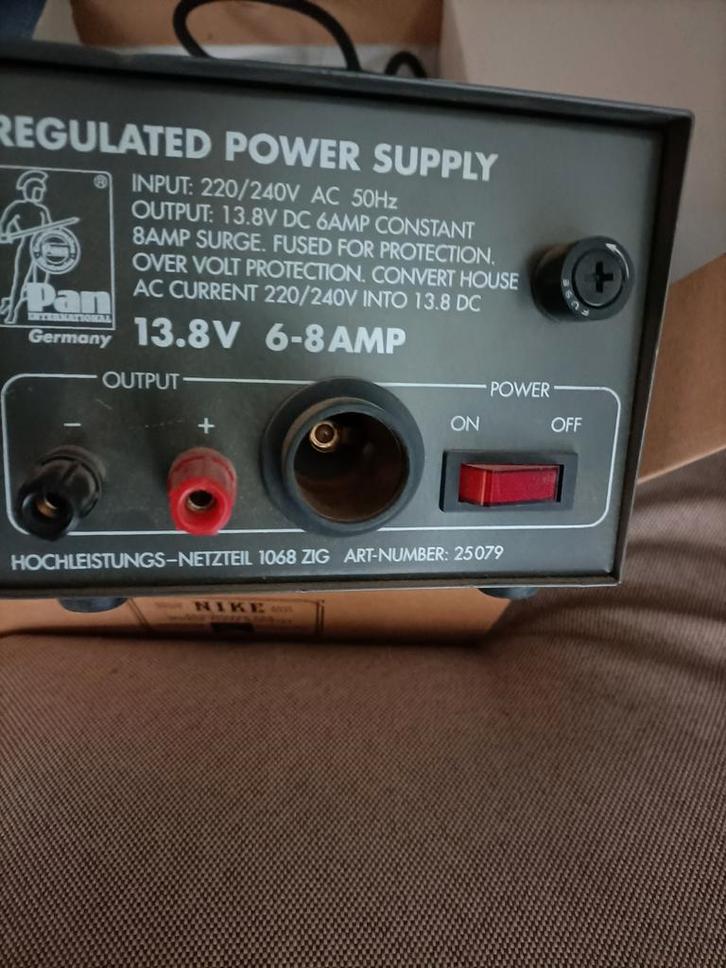 REGULATED POWER SUPPLY
INPUT: 220/240V AC 50Hz
OUTPUT: 13.8V DC 6AMP CONSTANT
8AMP SURGE. FUSED FOR PROTECTION.
OVER VOLT PROTECTION. CONVERT HOUSE
AC CURRENT 220/240V INTO 13.8 DC
®
Pan
INTERNATIONAL
Germany
13.8V 6-8AMP
FUSE
OUTPUT
POWER
− +
ON OFF
HOCHLEISTUNGS-NETZTEIL 1068 ZIG ART-NUMBER: 25079
NIKE